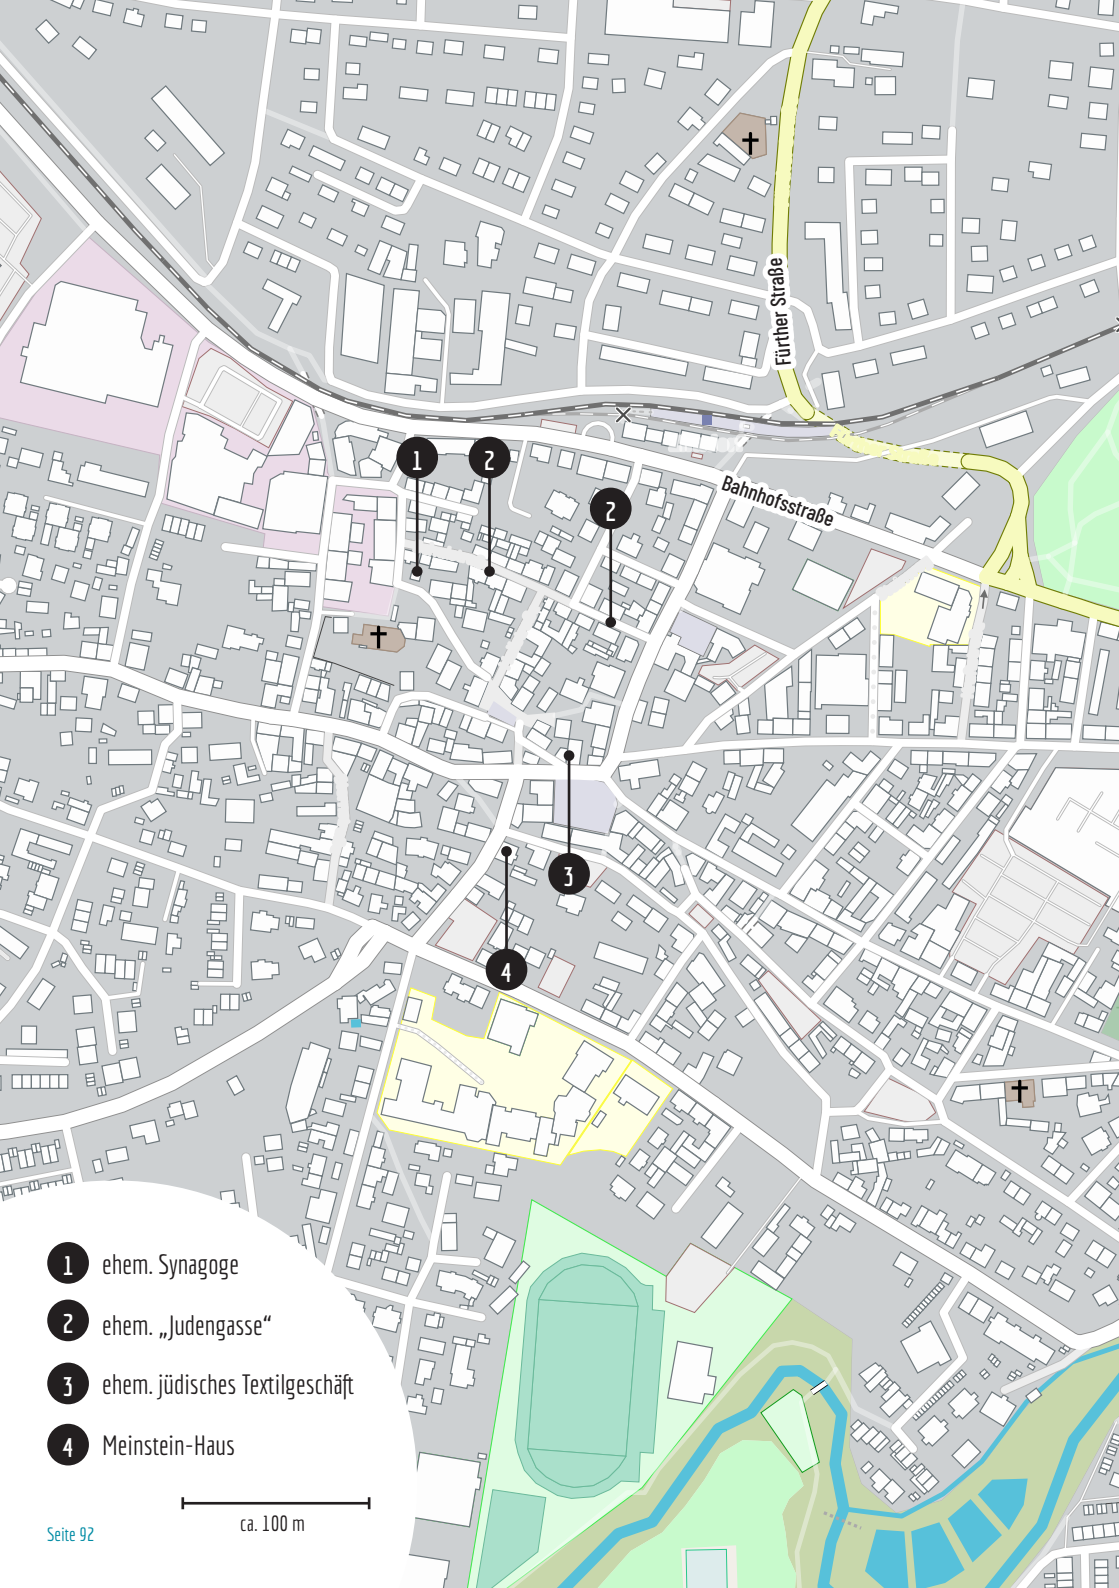 Fürther Straße
1
2
2
Bahnhofsstraße
3
4
1 ehem. Synagoge
2 ehem. „Judengasse“
3 ehem. jüdisches Textilgeschäft
4 Meinstein-Haus
ca. 100 m
Seite 92